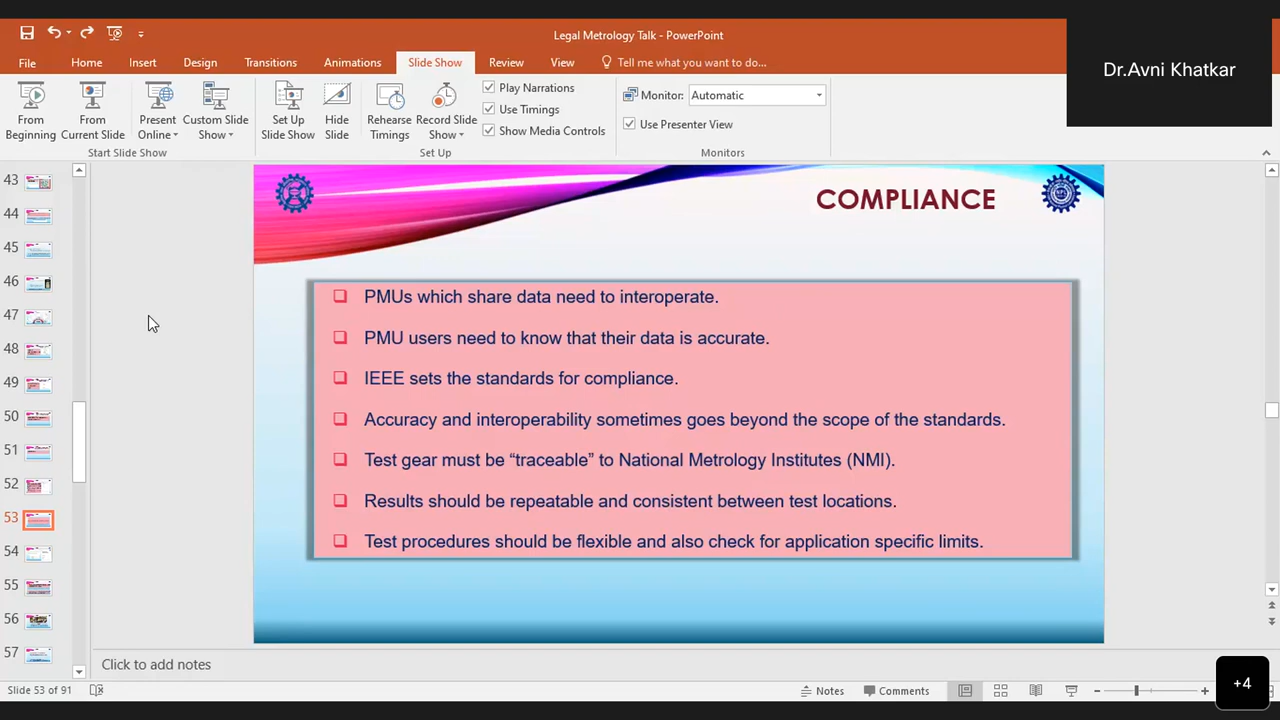 Legal Metrology Talk - PowerPoint
Dr.Avni Khatkar
File Home Insert Design Transitions Animations Slide Show Review View Tell me what you want to do...
From Beginning
From Current Slide
Present Online
Custom Slide Show
Start Slide Show
Set Up Slide Show
Hide Slide
Rehearse Timings
Record Slide Show
Play Narrations
Use Timings
Show Media Controls
Set Up
Monitor: Automatic
Use Presenter View
Monitors
43
44
45
46
47
48
49
50
51
52
53
54
55
56
57
COMPLIANCE
PMUs which share data need to interoperate.
PMU users need to know that their data is accurate.
IEEE sets the standards for compliance.
Accuracy and interoperability sometimes goes beyond the scope of the standards.
Test gear must be “traceable” to National Metrology Institutes (NMI).
Results should be repeatable and consistent between test locations.
Test procedures should be flexible and also check for application specific limits.
Click to add notes
Slide 53 of 91
Notes
Comments
+4